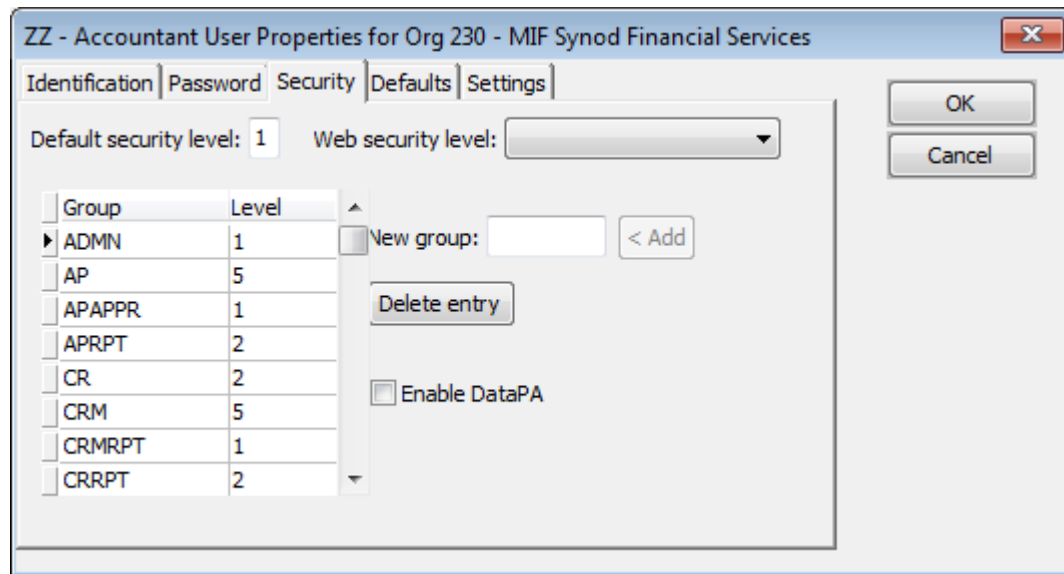 ZZ - Accountant User Properties for Org 230 - MIF Synod Financial Services
Identification Password Security Defaults Settings
OK
Cancel
Default security level: 1 Web security level:
Group Level
ADMN 1
AP 5
APAPPR 1
APRPT 2
CR 2
CRM 5
CRMRPT 1
CRRPT 2
New group: < Add
Delete entry
Enable DataPA